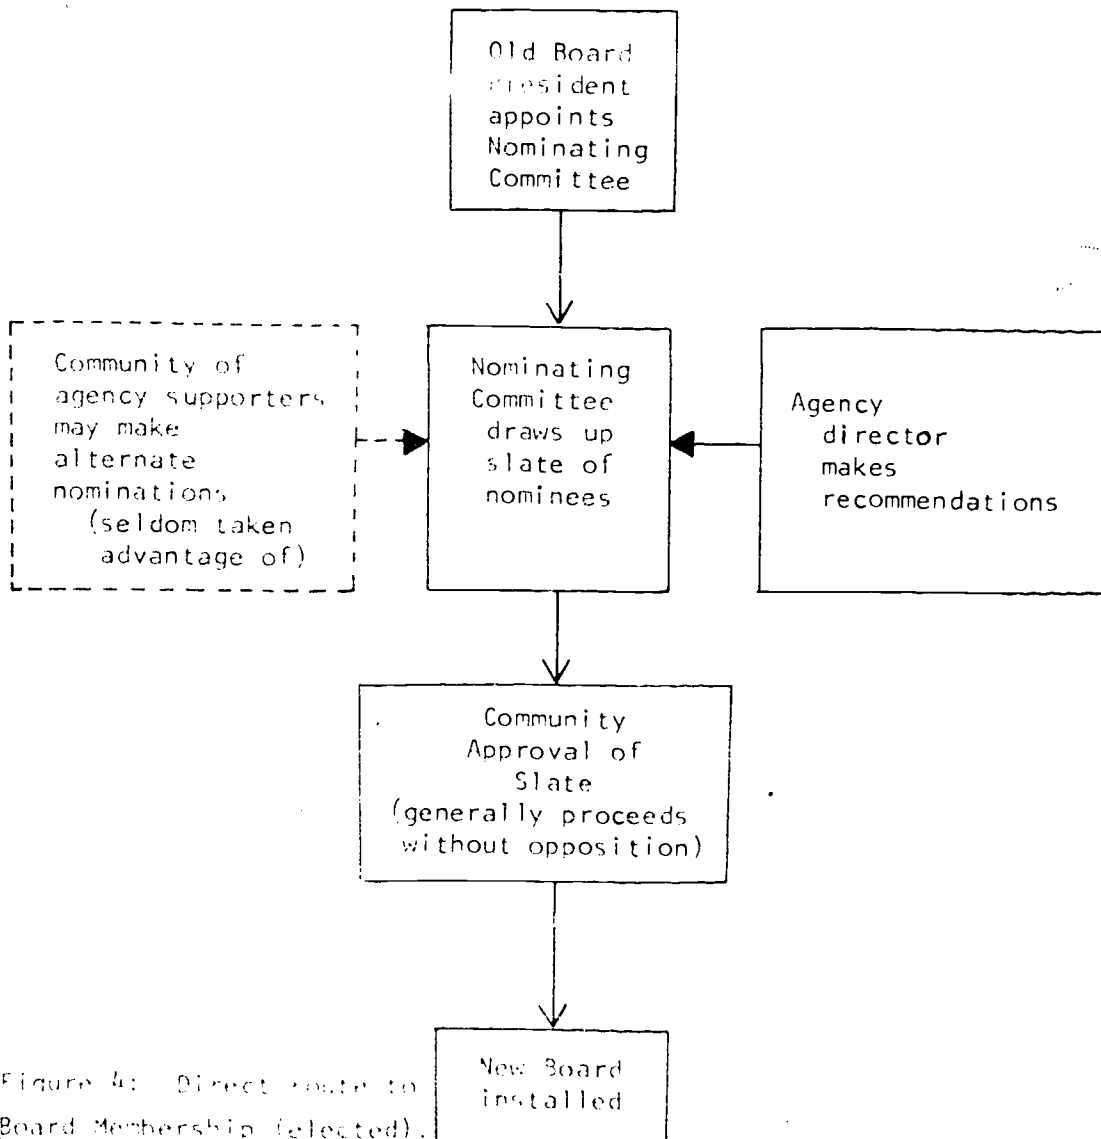 Old Board
president
appoints
Nominating
Committee
Community of
agency supporters
may make
alternate
nominations
(seldom taken
advantage of)
Nominating
Committee
draws up
slate of
nominees
Agency
director
makes
recommendations
Community
Approval of
Slate
(generally proceeds
without opposition)
New Board
installed
Figure 4: Direct route to
Board Membership (elected).